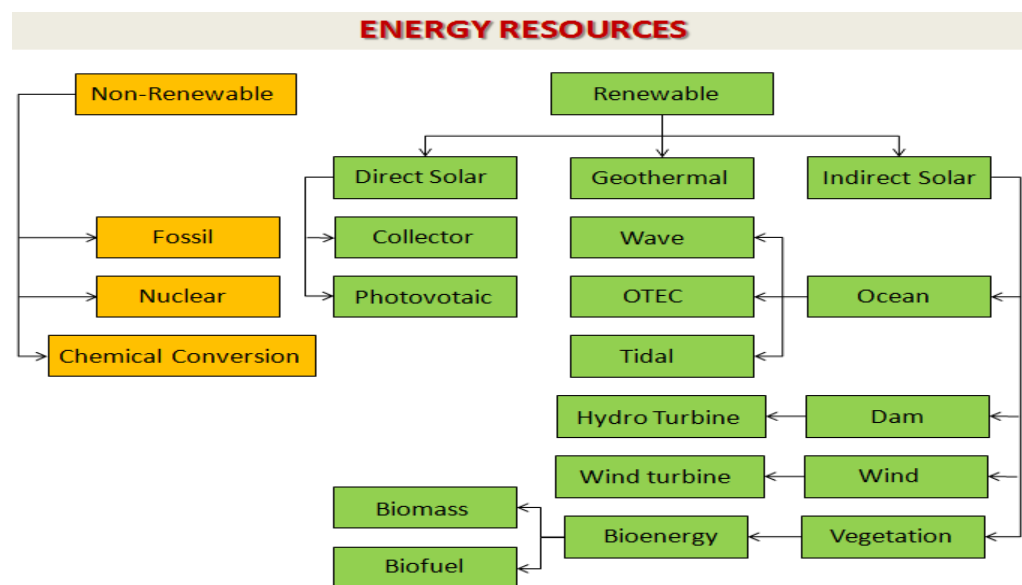 ENERGY RESOURCES
Non-Renewable
Renewable
Direct Solar
Geothermal
Indirect Solar
Fossil
Collector
Wave
Nuclear
Photovotaic
OTEC
Ocean
Chemical Conversion
Tidal
Hydro Turbine
Dam
Wind turbine
Wind
Biomass
Bioenergy
Vegetation
Biofuel